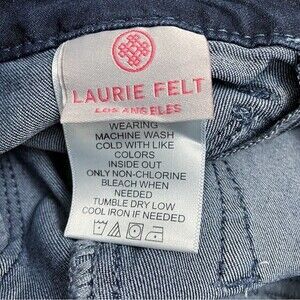 LAURIE FELT
LOS ANGELES
WEARING
MACHINE WASH
COLD WITH LIKE
COLORS
INSIDE OUT
ONLY NON-CHLORINE
BLEACH WHEN
NEEDED
TUMBLE DRY LOW
COOL IRON IF NEEDED